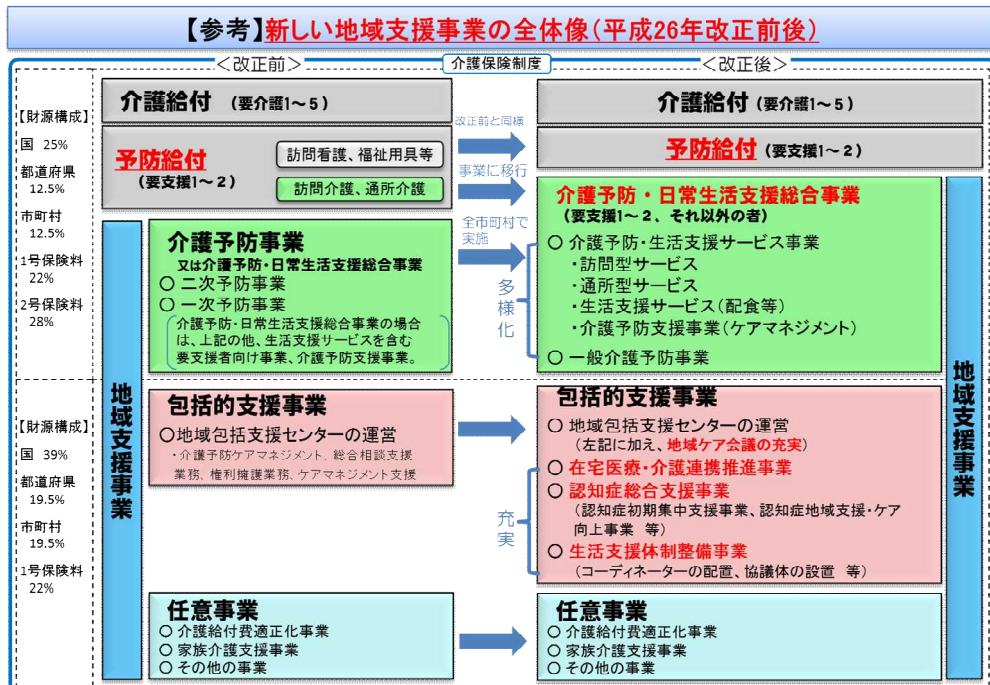 【参考】新しい地域支援事業の全体像(平成26年改正前後)
<改正前>
介護保険制度
<改正後>
【財源構成】
国 25%
都道府県
12.5%
市町村
12.5%
1号保険料
22%
2号保険料
28%
介護給付 (要介護1~5)
予防給付
(要支援1~2)
訪問看護、福祉用具等
訪問介護、通所介護
改正前と同様
事業に移行
全市町村で
実施
介護給付 (要介護1~5)
予防給付(要支援1~2)
地域支援事業
介護予防事業
又は介護予防・日常生活支援総合事業
○ 二次予防事業
○ 一次予防事業
介護予防・日常生活支援総合事業の場合
は、上記の他、生活支援サービスを含む
要支援者向け事業、介護予防支援事業。
多様化
介護予防・日常生活支援総合事業
(要支援1~2、それ以外の者)
○ 介護予防・生活支援サービス事業
・訪問型サービス
・通所型サービス
・生活支援サービス(配食等)
・介護予防支援事業(ケアマネジメント)
○ 一般介護予防事業
地域支援事業
【財源構成】
国 39%
都道府県
19.5%
市町村
19.5%
1号保険料
22%
包括的支援事業
○地域包括支援センターの運営
・介護予防ケアマネジメント、総合相談支援
業務、権利擁護業務、ケアマネジメント支援
充実
包括的支援事業
○ 地域包括支援センターの運営
(左記に加え、地域ケア会議の充実)
○ 在宅医療・介護連携推進事業
○ 認知症総合支援事業
(認知症初期集中支援事業、認知症地域支援・ケア
向上事業 等)
○ 生活支援体制整備事業
(コーディネーターの配置、協議体の設置 等)
任意事業
○ 介護給付費適正化事業
○ 家族介護支援事業
○ その他の事業
任意事業
○ 介護給付費適正化事業
○ 家族介護支援事業
○ その他の事業